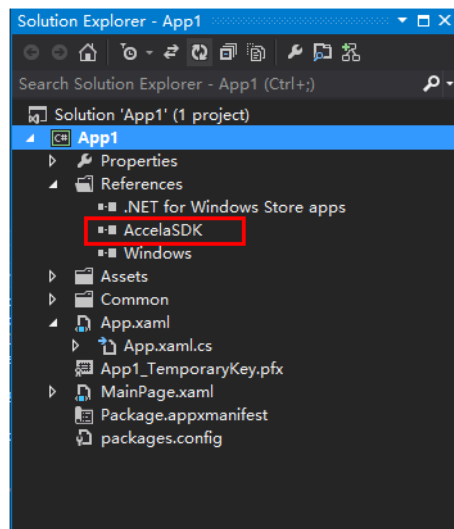 Solution Explorer - App1
Search Solution Explorer - App1 (Ctrl+;)
Solution 'App1' (1 project)
C# App1
Properties
References
.NET for Windows Store apps
AccelaSDK
Windows
Assets
Common
App.xaml
App.xaml.cs
App1_TemporaryKey.pfx
MainPage.xaml
Package.appxmanifest
packages.config